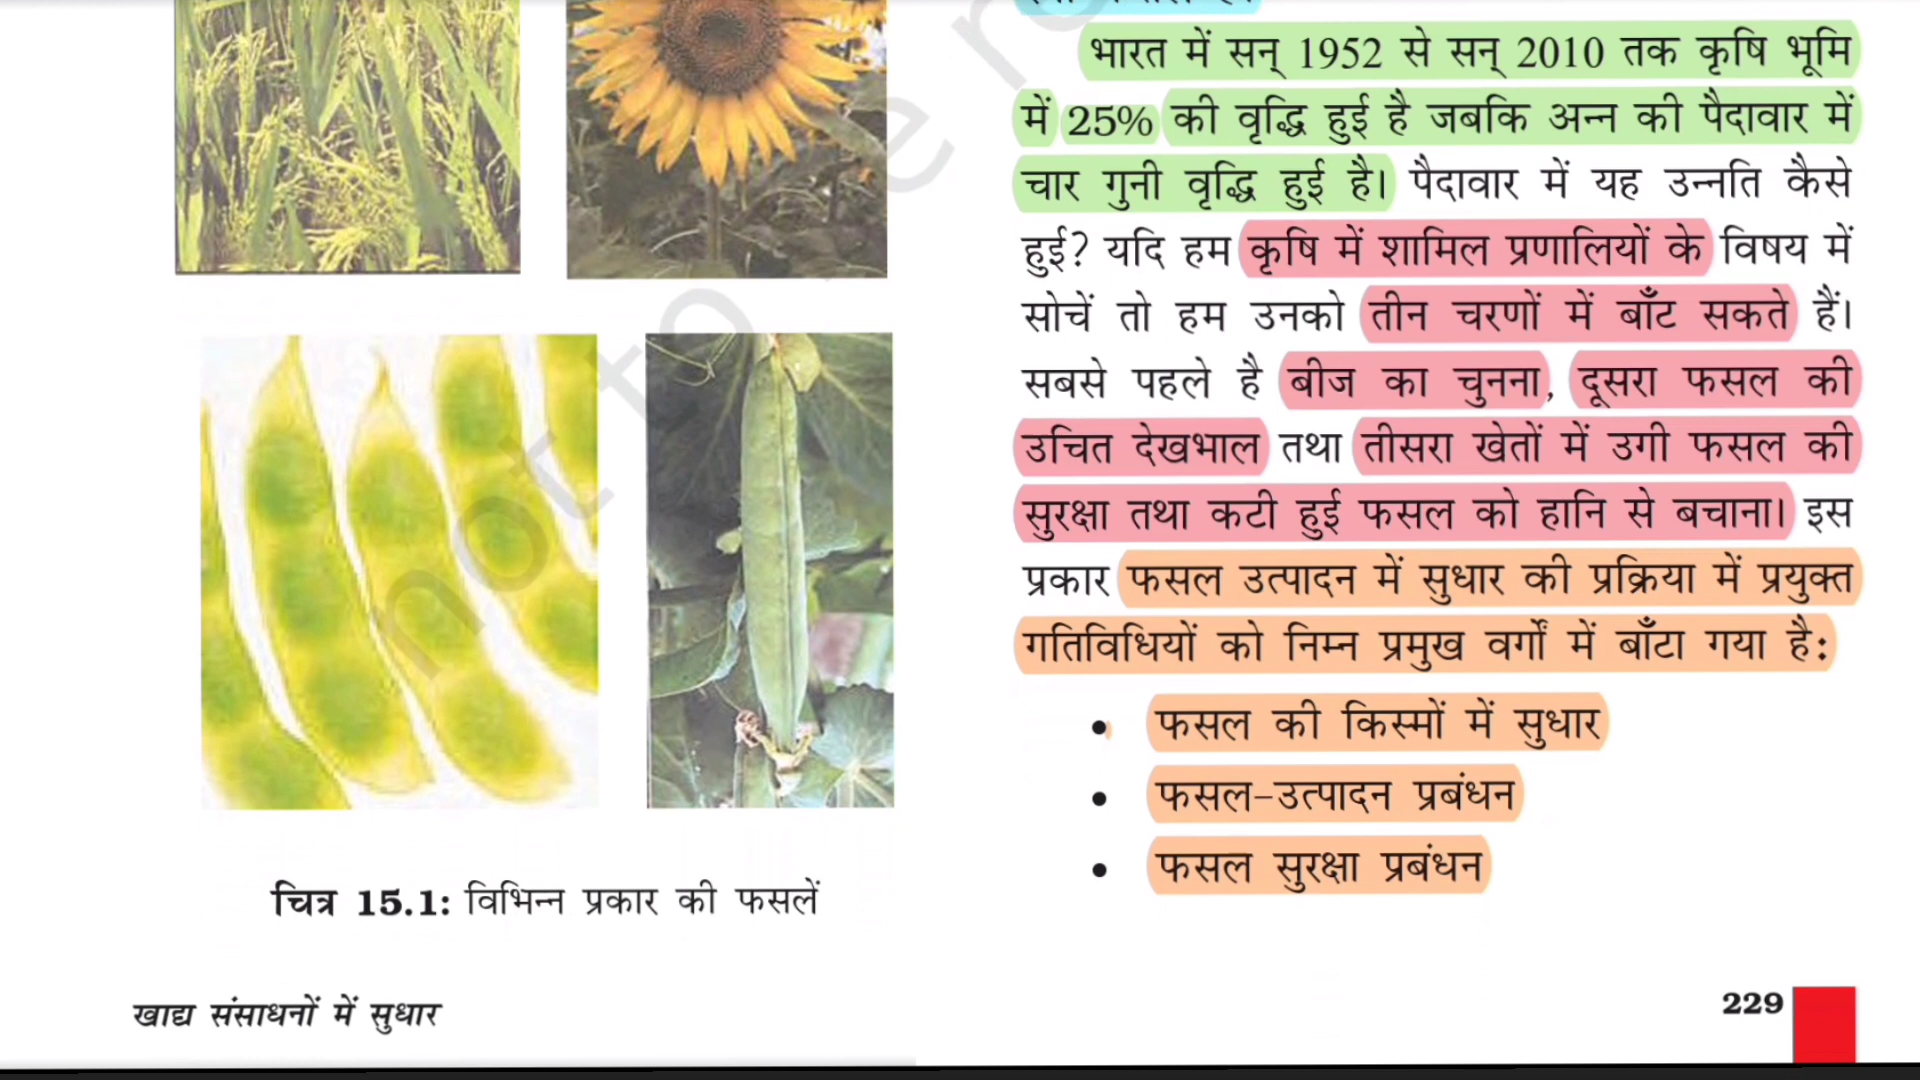 भारत में सन् 1952 से सन् 2010 तक कृषि भूमि
में 25% की वृद्धि हुई है जबकि अन्न की पैदावार में
चार गुनी वृद्धि हुई है। पैदावार में यह उन्नति कैसे
हुई? यदि हम कृषि में शामिल प्रणालियों के विषय में
सोचें तो हम उनको तीन चरणों में बाँट सकते हैं।
सबसे पहले है बीज का चुनना, दूसरा फसल की
उचित देखभाल तथा तीसरा खेतों में उगी फसल की
सुरक्षा तथा कटी हुई फसल को हानि से बचाना। इस
प्रकार फसल उत्पादन में सुधार की प्रक्रिया में प्रयुक्त
गतिविधियों को निम्न प्रमुख वर्गों में बाँटा गया है:
• फसल की किस्मों में सुधार
• फसल-उत्पादन प्रबंधन
• फसल सुरक्षा प्रबंधन
चित्र 15.1: विभिन्न प्रकार की फसलें
खाद्य संसाधनों में सुधार
229
not to